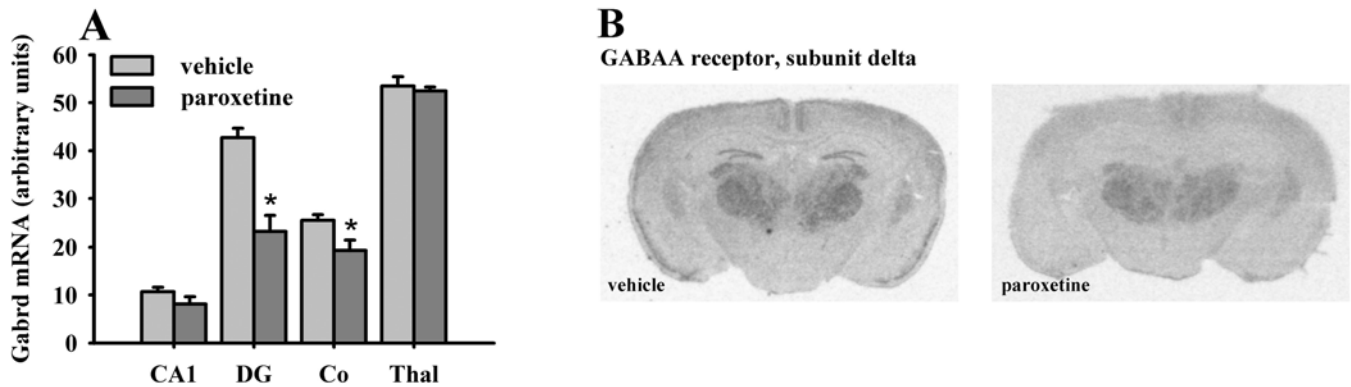 A
Gabrd mRNA (arbitrary units)
60
50
40
30
20
10
0
vehicle
paroxetine
*
*
CA1
DG
Co
Thal
B
GABAA receptor, subunit delta
vehicle
paroxetine